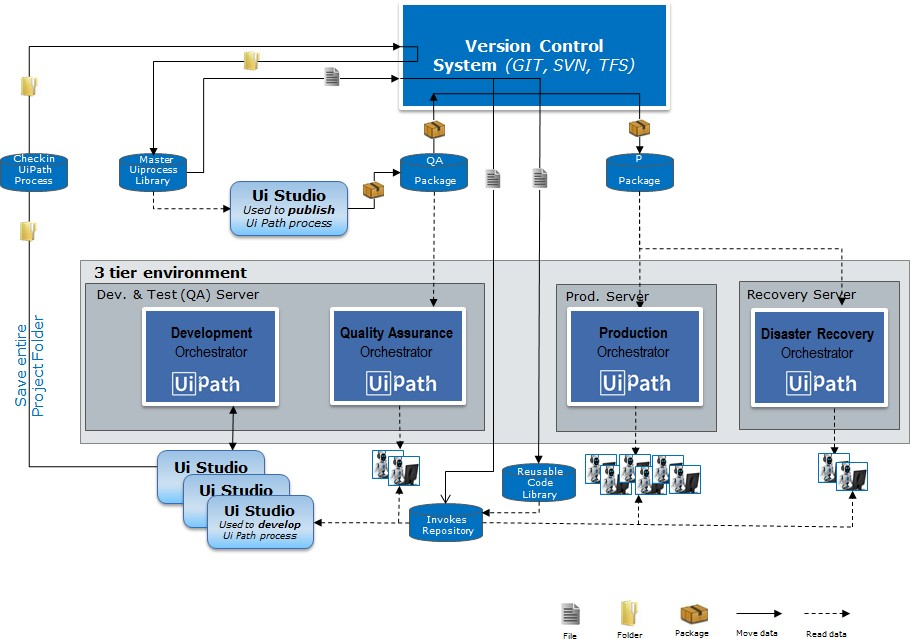 Version Control
System (GIT, SVN, TFS)
Checkin
UiPath
Process
Master
Uiprocess
Library
QA
Package
P
Package
Ui Studio
Used to publish
Ui Path process
3 tier environment
Dev. & Test (QA) Server
Prod. Server
Recovery Server
Development
Orchestrator
UiPath
Quality Assurance
Orchestrator
UiPath
Production
Orchestrator
UiPath
Disaster Recovery
Orchestrator
UiPath
Save entire
Project Folder
Ui Studio
Ui Studio
Ui Studio
Used to develop
Ui Path process
Reusable
Code
Library
Invokes
Repository
File
Folder
Package
Move data
Read data